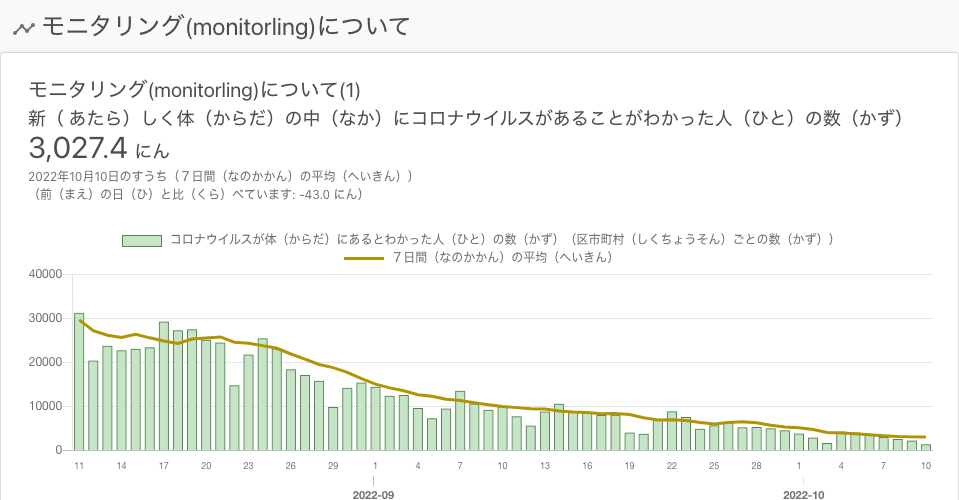 モニタリング(monitorling)について
モニタリング(monitorling)について(1)
新（ あたら）しく体（からだ）の中（なか）にコロナウイルスがあることがわかった人（ひと）の数（かず）
3,027.4 にん
2022年10月10日のすうち（７日間（なのかかん）の平均（へいきん））
（前（まえ）の日（ひ）と比（くら）べています: -43.0 にん）
コロナウイルスが体（からだ）にあるとわかった人（ひと）の数（かず）（区市町村（しくちょうそん）ごとの数（かず））
７日間（なのかかん）の平均（へいきん）
40000
30000
20000
10000
0
11 14 17 20 23 26 29 1 4 7 10 13 16 19 22 25 28 1 4 7 10
2022-09 2022-10